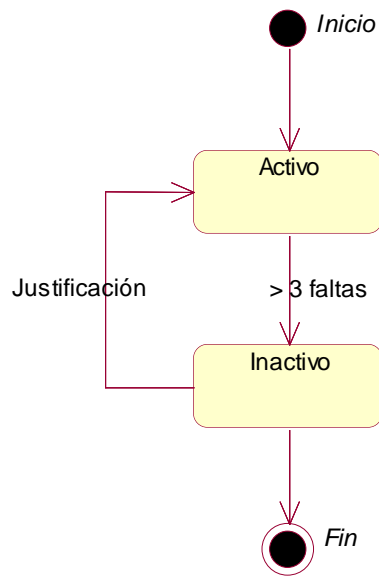 Inicio
Activo
Justificación
> 3 faltas
Inactivo
Fin